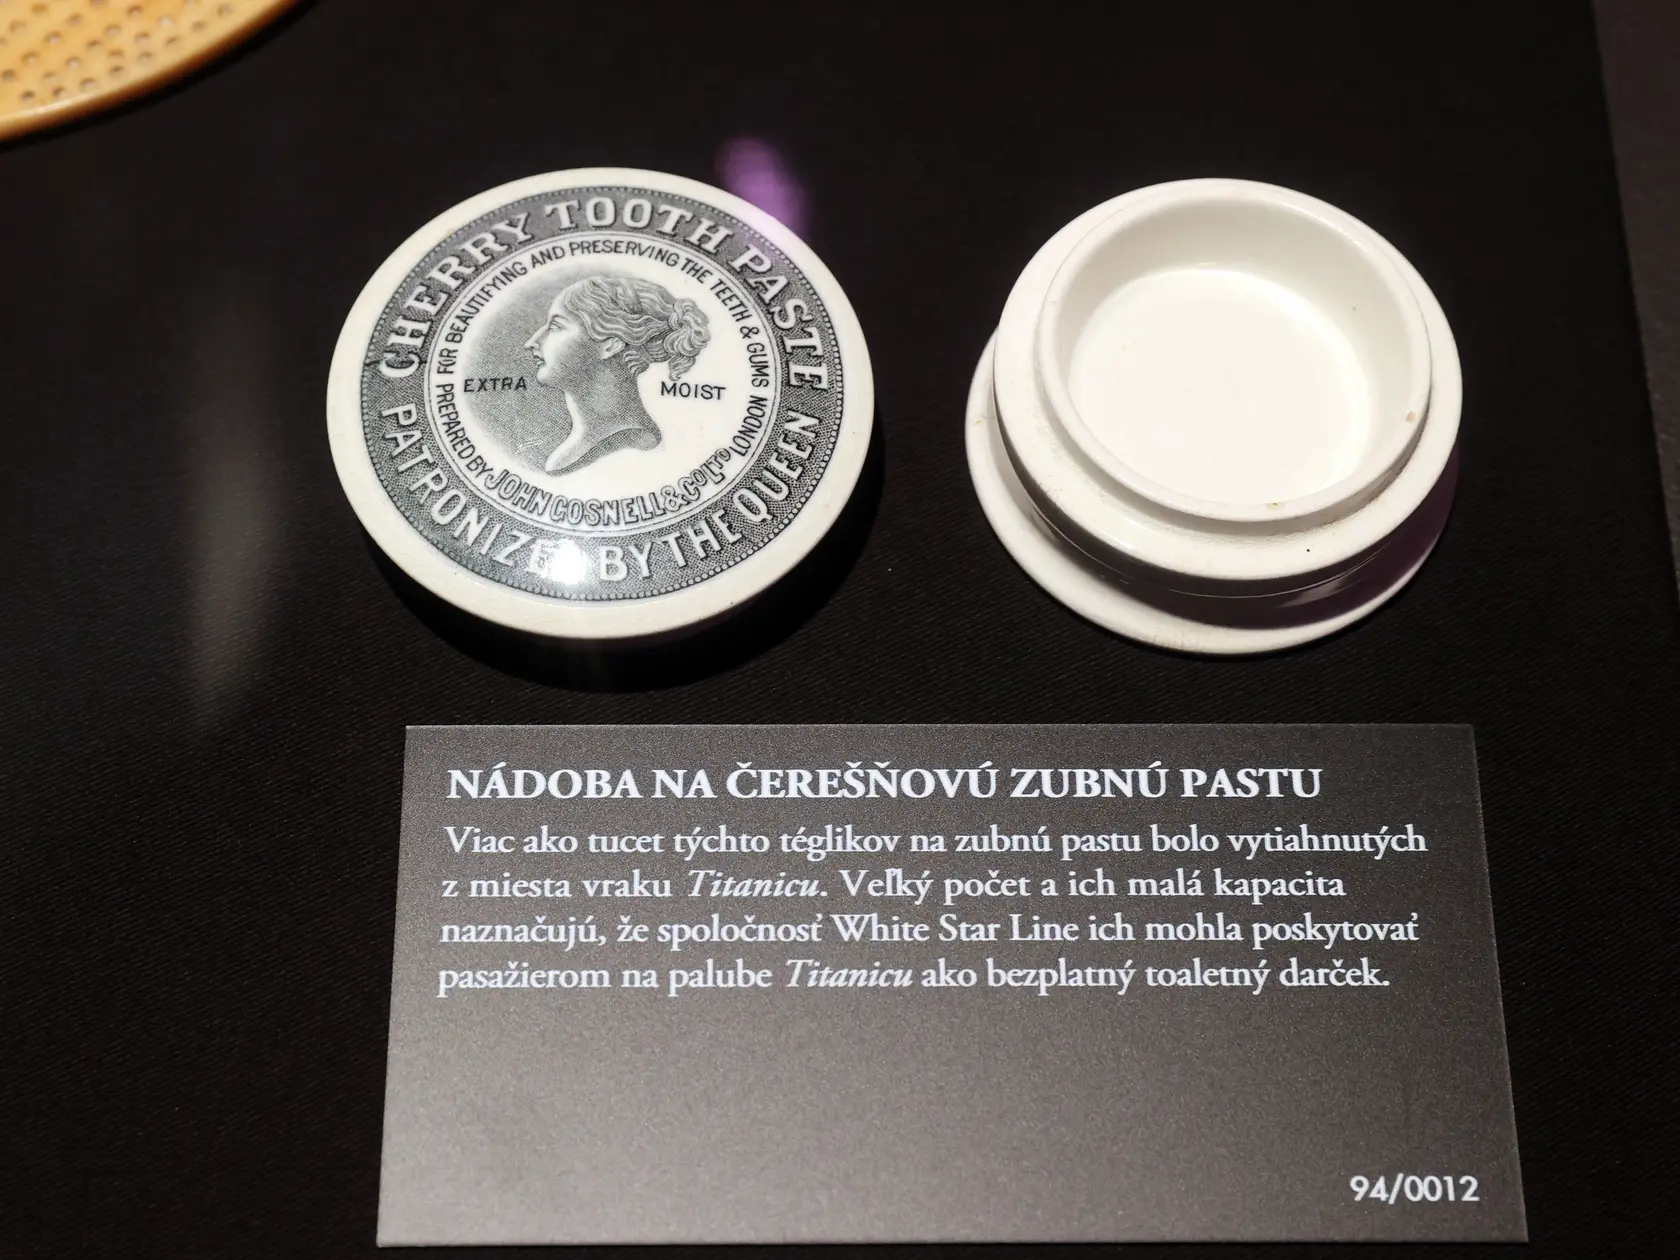 CHERRY TOOTH PASTE
PATRONIZED BY THE QUEEN
FOR BEAUTIFYING AND PRESERVING THE TEETH & GUMS
PREPARED BY JOHN GOSNELL & CO LTD LONDON
EXTRA MOIST
NÁDOBA NA ČEREŠŇOVÚ ZUBNÚ PASTU
Viac ako tucet týchto téglikov na zubnú pastu bolo vytiahnutých
z miesta vraku Titanicu. Veľký počet a ich malá kapacita
naznačujú, že spoločnosť White Star Line ich mohla poskytovať
pasažierom na palube Titanicu ako bezplatný toaletný darček.
94/0012